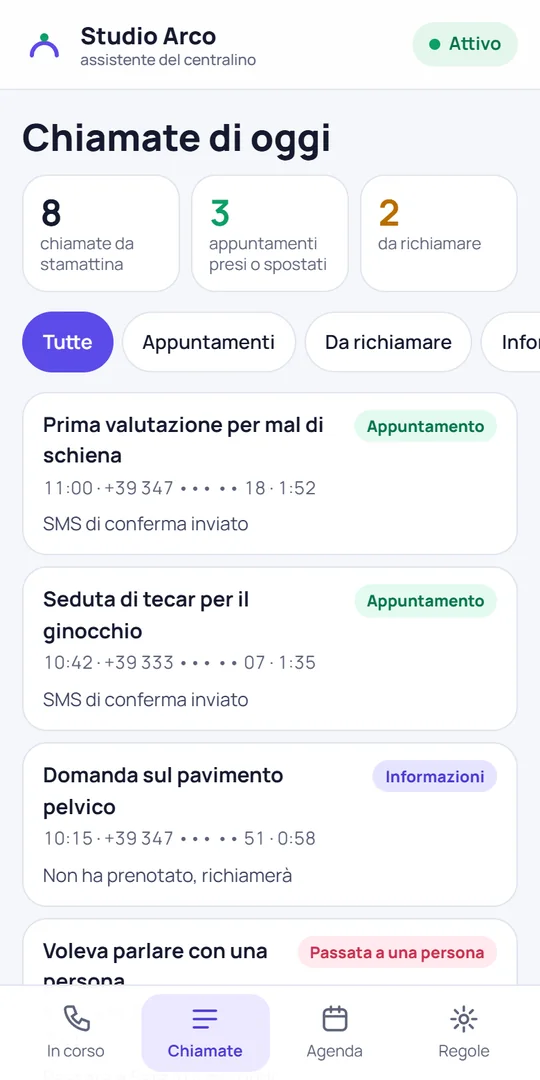 Studio Arco
assistente del centralino
Attivo
Chiamate di oggi
8
chiamate da
stamattina
3
appuntamenti
presi o spostati
2
da richiamare
Tutte
Appuntamenti
Da richiamare
Prima valutazione per mal di
schiena
Appuntamento
11:00 · +39 347 ••• •• 18 · 1:52
SMS di conferma inviato
Seduta di tecar per il
ginocchio
Appuntamento
10:42 · +39 333 ••• •• 07 · 1:35
SMS di conferma inviato
Domanda sul pavimento
pelvico
Informazioni
10:15 · +39 347 ••• •• 51 · 0:58
Non ha prenotato, richiamerà
Voleva parlare con una
persona
Passata a una persona
In corso
Chiamate
Agenda
Regole